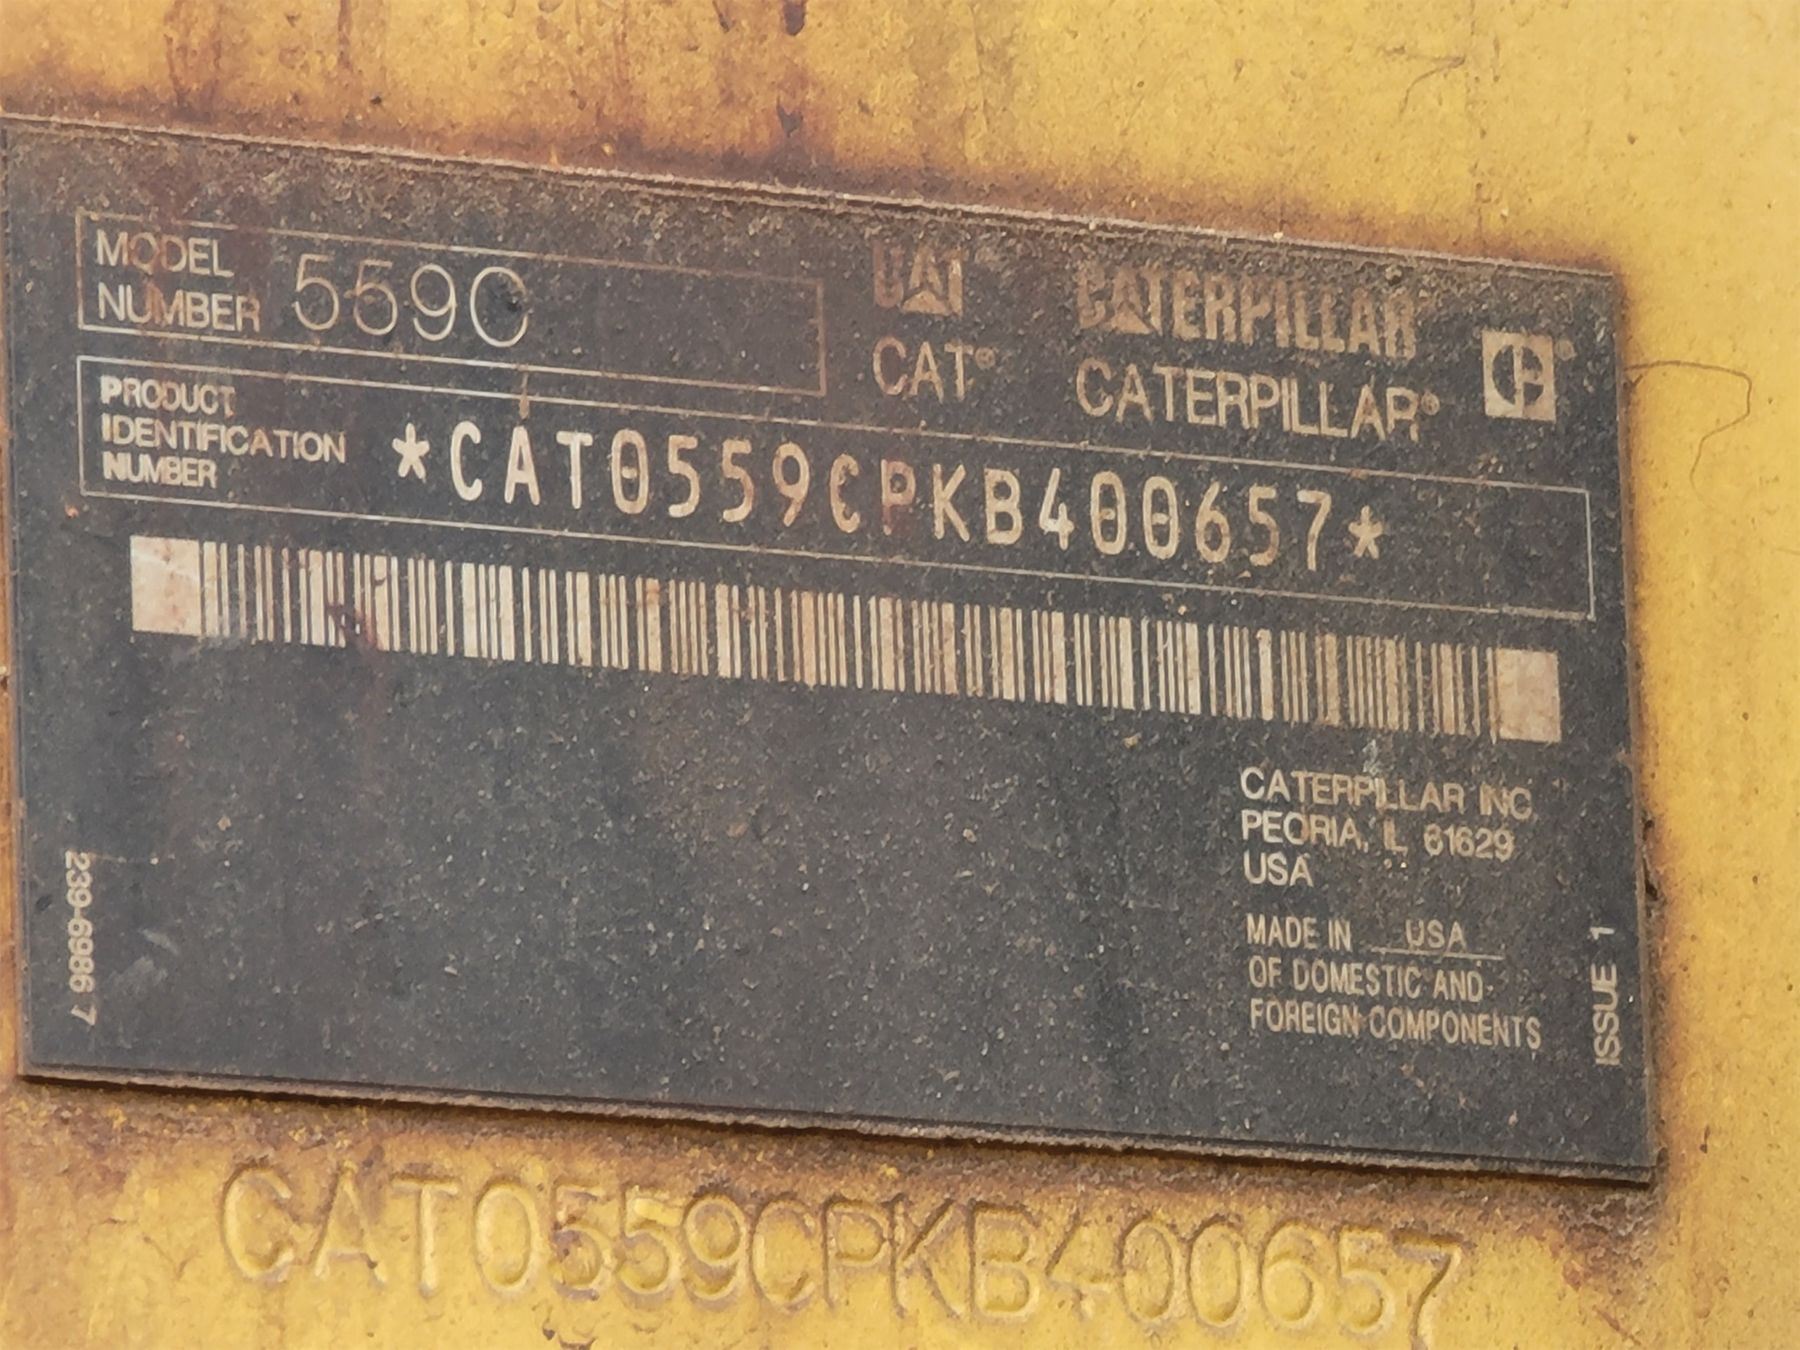 MODEL
NUMBER 559C
CAT CATERPILLAR
CAT® CATERPILLAR®
PRODUCT
IDENTIFICATION
NUMBER
*CAT0559CPKB400657*
CATERPILLAR INC.
PEORIA, IL 61629
USA
MADE IN USA
OF DOMESTIC AND
FOREIGN COMPONENTS
239-6986 7
ISSUE 1
CAT0559CPKB400657